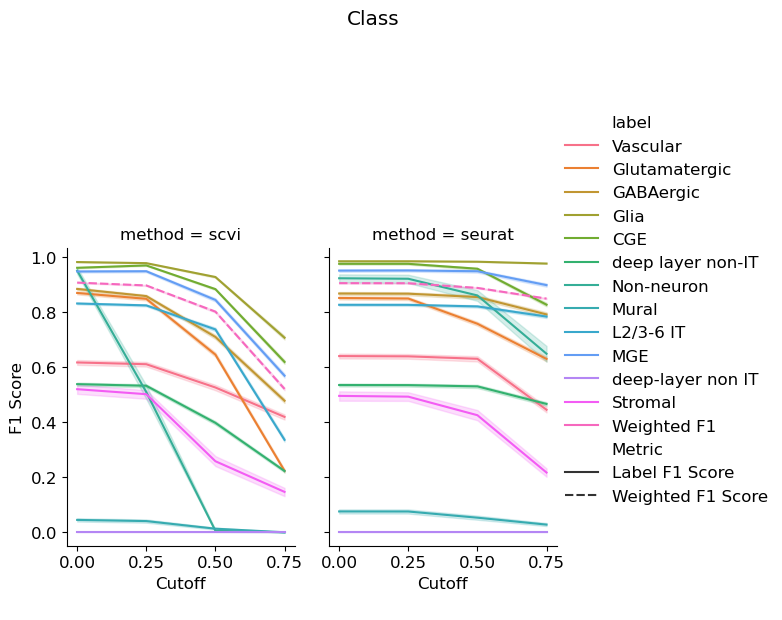 Class
method = scvi
method = seurat
F1 Score
1.0
0.8
0.6
0.4
0.2
0.0
0.00 0.25 0.50 0.75
Cutoff
0.00 0.25 0.50 0.75
Cutoff
label
Vascular
Glutamatergic
GABAergic
Glia
CGE
deep layer non-IT
Non-neuron
Mural
L2/3-6 IT
MGE
deep-layer non IT
Stromal
Weighted F1
Metric
Label F1 Score
Weighted F1 Score